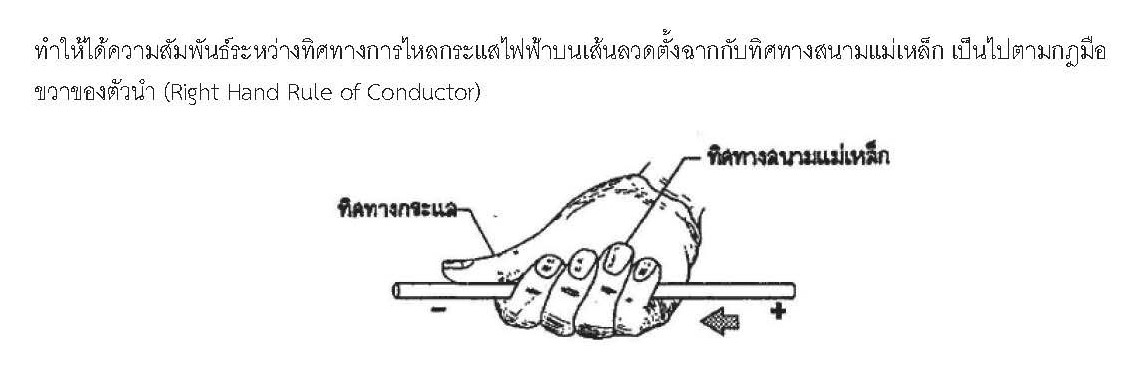 ทำให้ได้ความสัมพันธ์ระหว่างทิศทางการไหลกระแสไฟฟ้าบนเส้นลวดตั้งฉากกับทิศทางสนามแม่เหล็ก เป็นไปตามกฎมือ
ขวาของตัวนำ (Right Hand Rule of Conductor)
ทิศทางสนามแม่เหล็ก
ทิศทางกระแส
- +